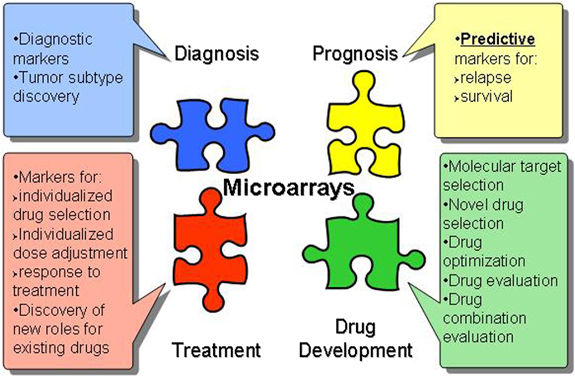 •Diagnostic
markers
•Tumor subtype
discovery
Diagnosis
Prognosis
•Predictive
markers for:
➢relapse
➢survival
Microarrays
•Markers for:
➢individualized
drug selection
➢Individualized
dose adjustment
➢response to
treatment
•Discovery of
new roles for
existing drugs
Treatment
Drug
Development
•Molecular target
selection
•Novel drug
selection
•Drug
optimization
•Drug evaluation
•Drug
combination
evaluation